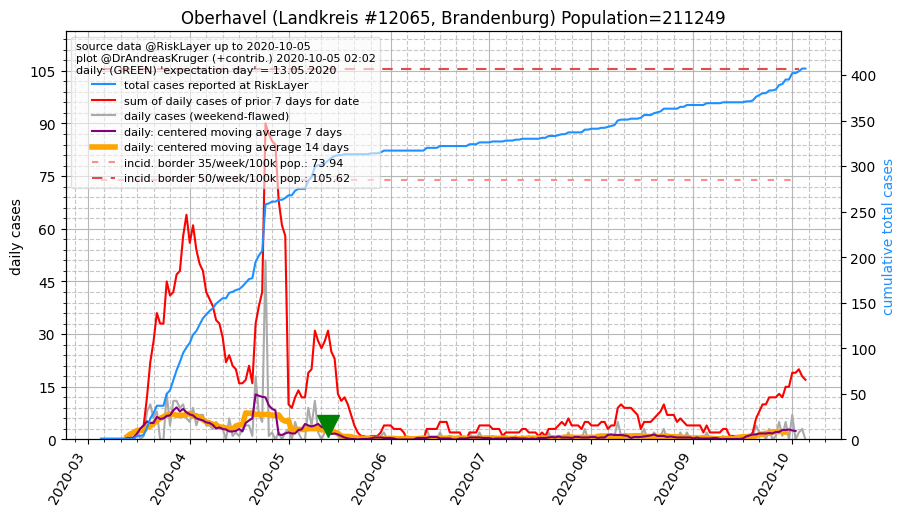 Oberhavel (Landkreis #12065, Brandenburg) Population=211249
source data @RiskLayer up to 2020-10-05
plot @DrAndreasKruger (+contrib.) 2020-10-05 02:02
daily: (GREEN) 'expectation day' = 13.05.2020
total cases reported at RiskLayer
sum of daily cases of prior 7 days for date
daily cases (weekend-flawed)
daily: centered moving average 7 days
daily: centered moving average 14 days
incid. border 35/week/100k pop.: 73.94
incid. border 50/week/100k pop.: 105.62
daily cases
105
90
75
60
45
30
15
0
cumulative total cases
400
350
300
250
200
150
100
50
0
2020-03
2020-04
2020-05
2020-06
2020-07
2020-08
2020-09
2020-10